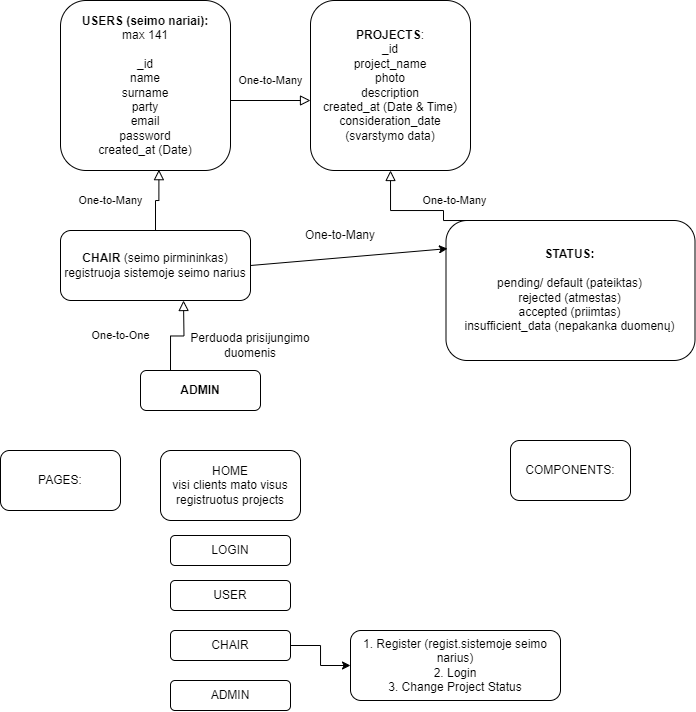 USERS (seimo nariai):
max 141
_id
name
surname
party
email
password
created_at (Date)
One-to-Many
PROJECTS:
_id
project_name
photo
description
created_at (Date & Time)
consideration_date
(svarstymo data)
One-to-Many
One-to-Many
CHAIR (seimo pirmininkas)
registruoja sistemoje seimo narius
One-to-Many
STATUS:
pending/ default (pateiktas)
rejected (atmestas)
accepted (priimtas)
insufficient_data (nepakanka duomenų)
One-to-One
Perduoda prisijungimo
duomenis
ADMIN
PAGES:
HOME
visi clients mato visus
registruotus projects
COMPONENTS:
LOGIN
USER
CHAIR
1. Register (regist.sistemoje seimo
narius)
2. Login
3. Change Project Status
ADMIN